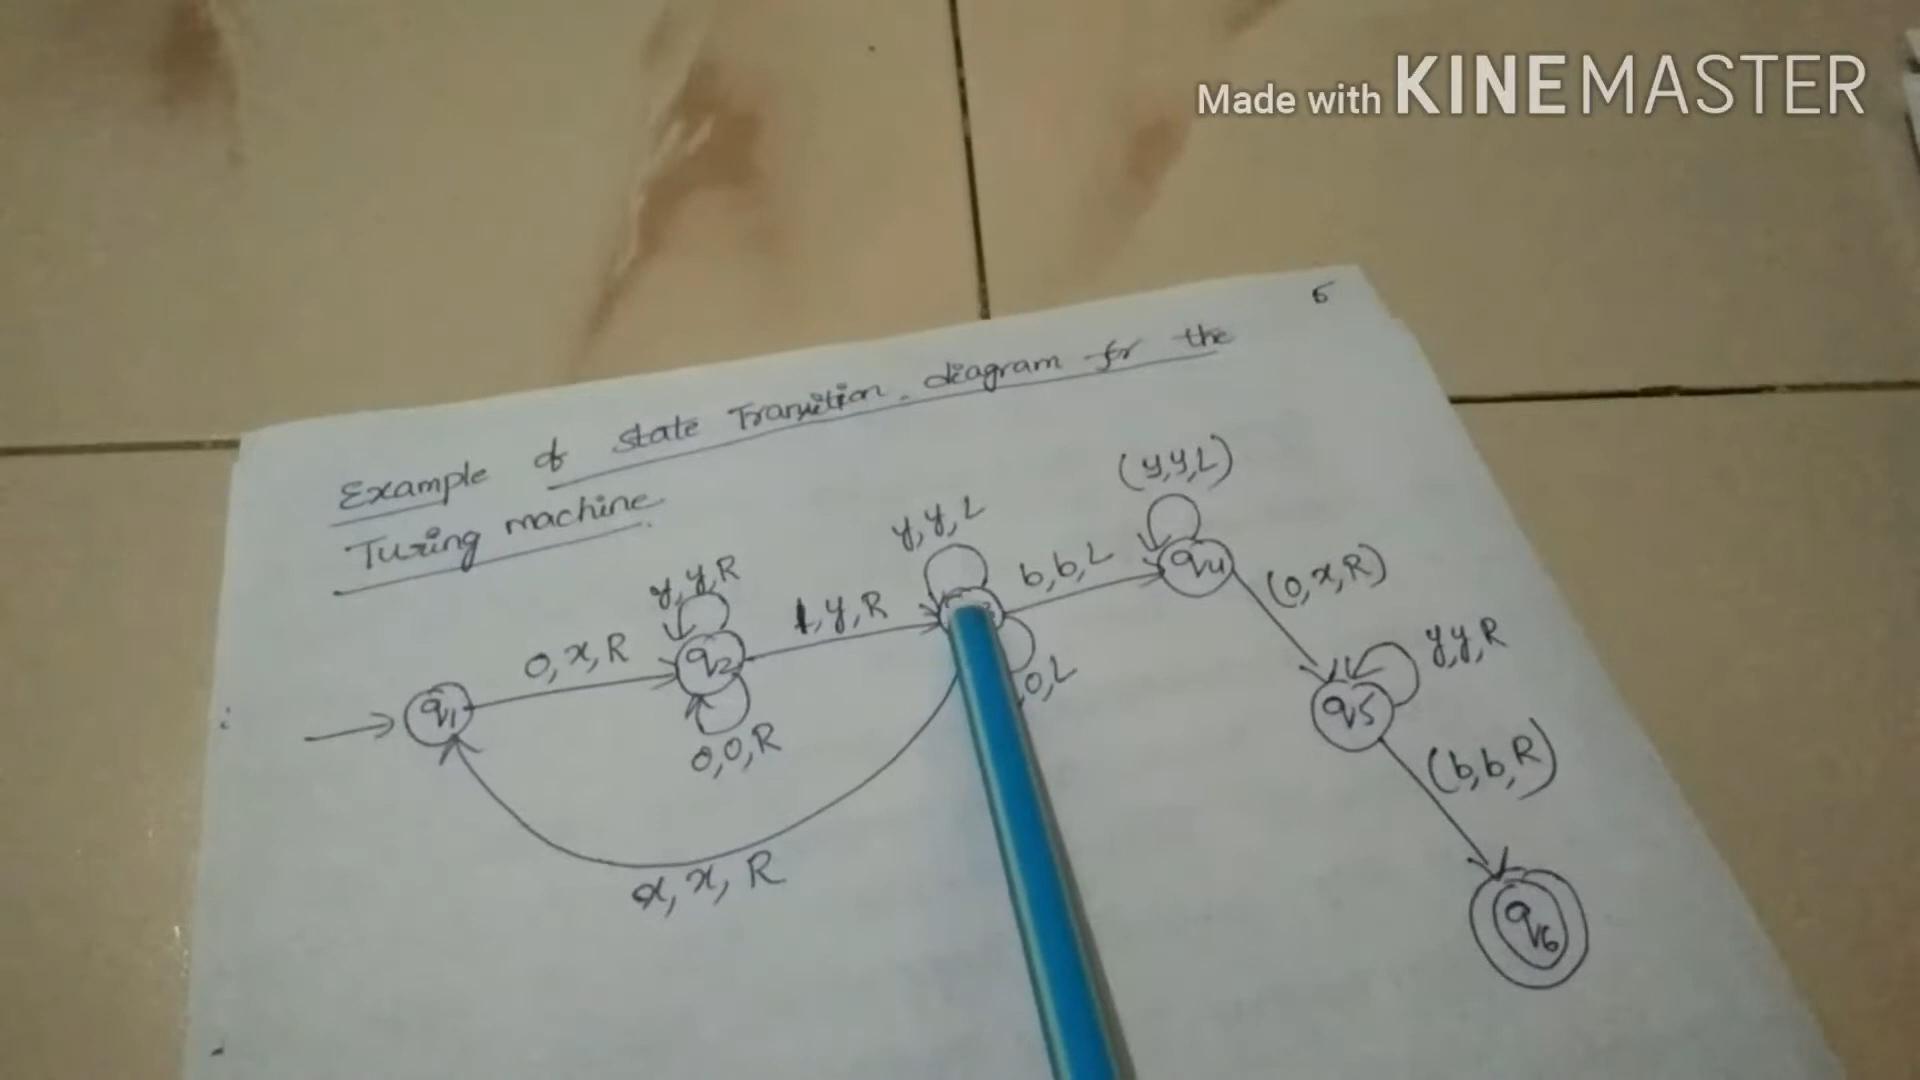 Made with KINEMASTER
5
Example of State Transition diagram for the
Turing machine
(y,y,L)
y,y,L
b,b,L
q4
(0,x,R)
y,y,R
1,y,R
0,x,R
q2
y,y,R
q1
0,L
q5
0,0,R
(b,b,R)
x,x,R
q6